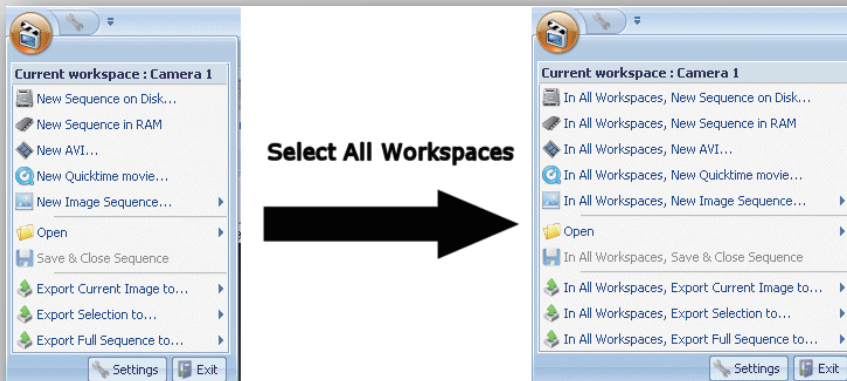 Current workspace : Camera 1
New Sequence on Disk...
New Sequence in RAM
New AVI...
New Quicktime movie...
New Image Sequence...
Open
Save & Close Sequence
Export Current Image to...
Export Selection to...
Export Full Sequence to...
Settings
Exit
Select All Workspaces
Current workspace : Camera 1
In All Workspaces, New Sequence on Disk...
In All Workspaces, New Sequence in RAM
In All Workspaces, New AVI...
In All Workspaces, New Quicktime movie...
In All Workspaces, New Image Sequence...
Open
In All Workspaces, Save & Close Sequence
In All Workspaces, Export Current Image to...
In All Workspaces, Export Selection to...
In All Workspaces, Export Full Sequence to...
Settings
Exit